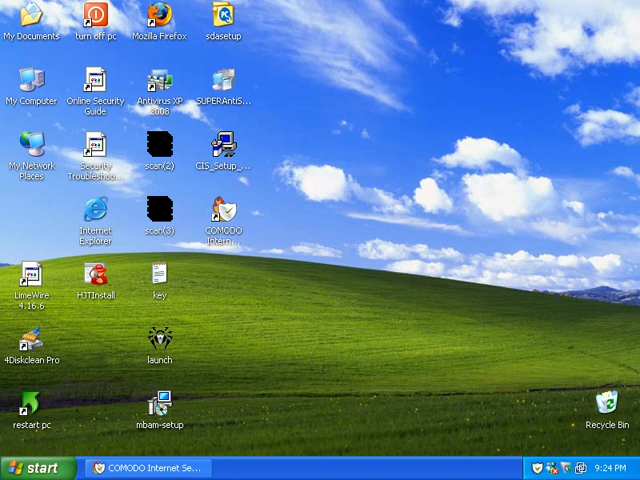 My Documents
turn off pc
Mozilla Firefox
sdasetup
My Computer
Online Security
Guide
Antivirus XP
2008
SUPERAntiS...
My Network
Places
Security
Troubleshoo...
scan(2)
CIS_Setup_...
Internet
Explorer
scan(3)
COMODO
Intern...
LimeWire
4.16.6
HJTInstall
key
4Diskclean Pro
launch
restart pc
mbam-setup
Recycle Bin
start
COMODO Internet Se...
9:24 PM